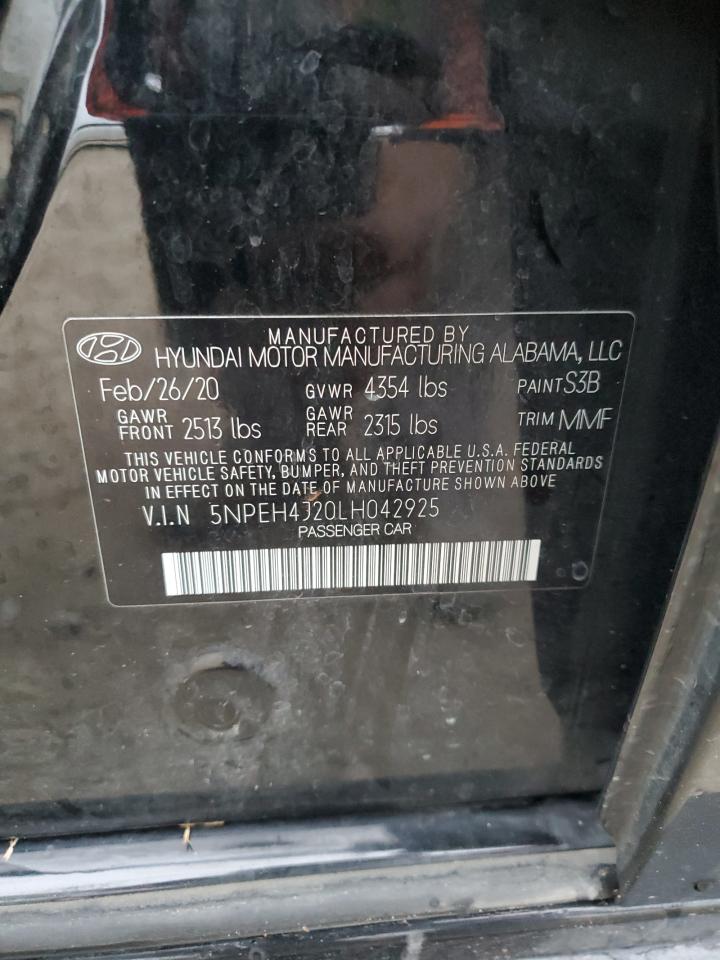 MANUFACTURED BY
HYUNDAI MOTOR MANUFACTURING ALABAMA, LLC
Feb/26/20 GVWR 4354 lbs PAINT S3B
GAWR FRONT 2513 lbs GAWR REAR 2315 lbs TRIM MMF
THIS VEHICLE CONFORMS TO ALL APPLICABLE U.S.A. FEDERAL
MOTOR VEHICLE SAFETY, BUMPER, AND THEFT PREVENTION STANDARDS
IN EFFECT ON THE DATE OF MANUFACTURE SHOWN ABOVE
V.I.N 5NPEH4J20LH042925
PASSENGER CAR